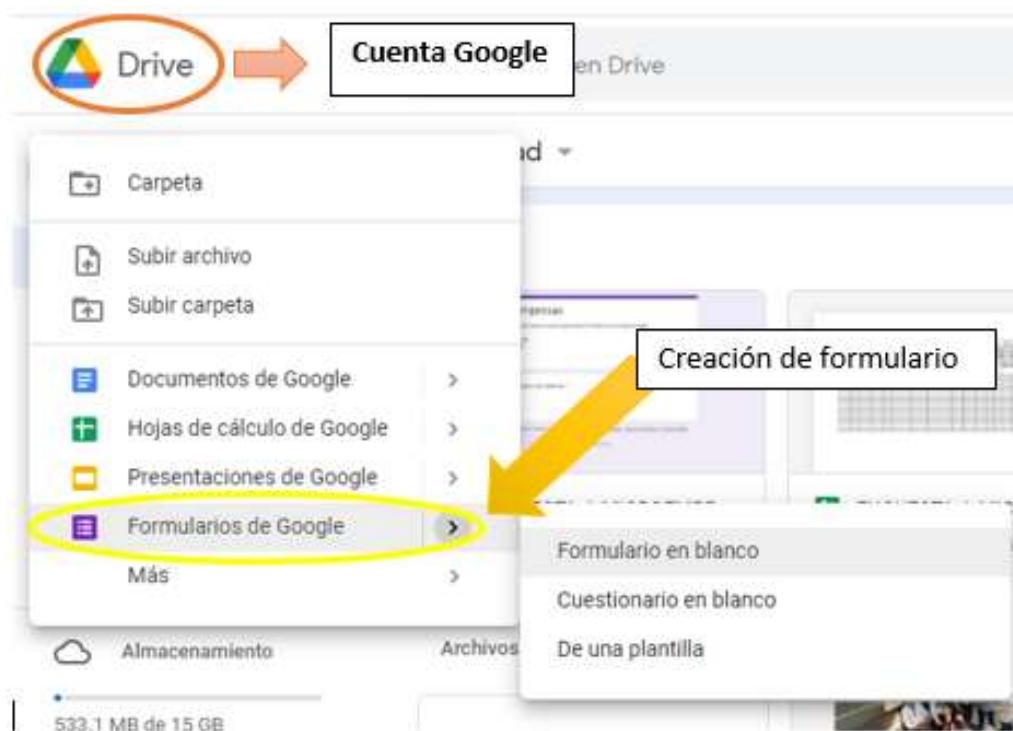 Drive
Cuenta Google
en Drive
ad
Carpeta
Subir archivo
Subir carpeta
Creación de formulario
Documentos de Google
Hojas de cálculo de Google
Presentaciones de Google
Formularios de Google
Más
Formulario en blanco
Cuestionario en blanco
De una plantilla
Almacenamiento
Archivos
533.1 MB de 15 GB